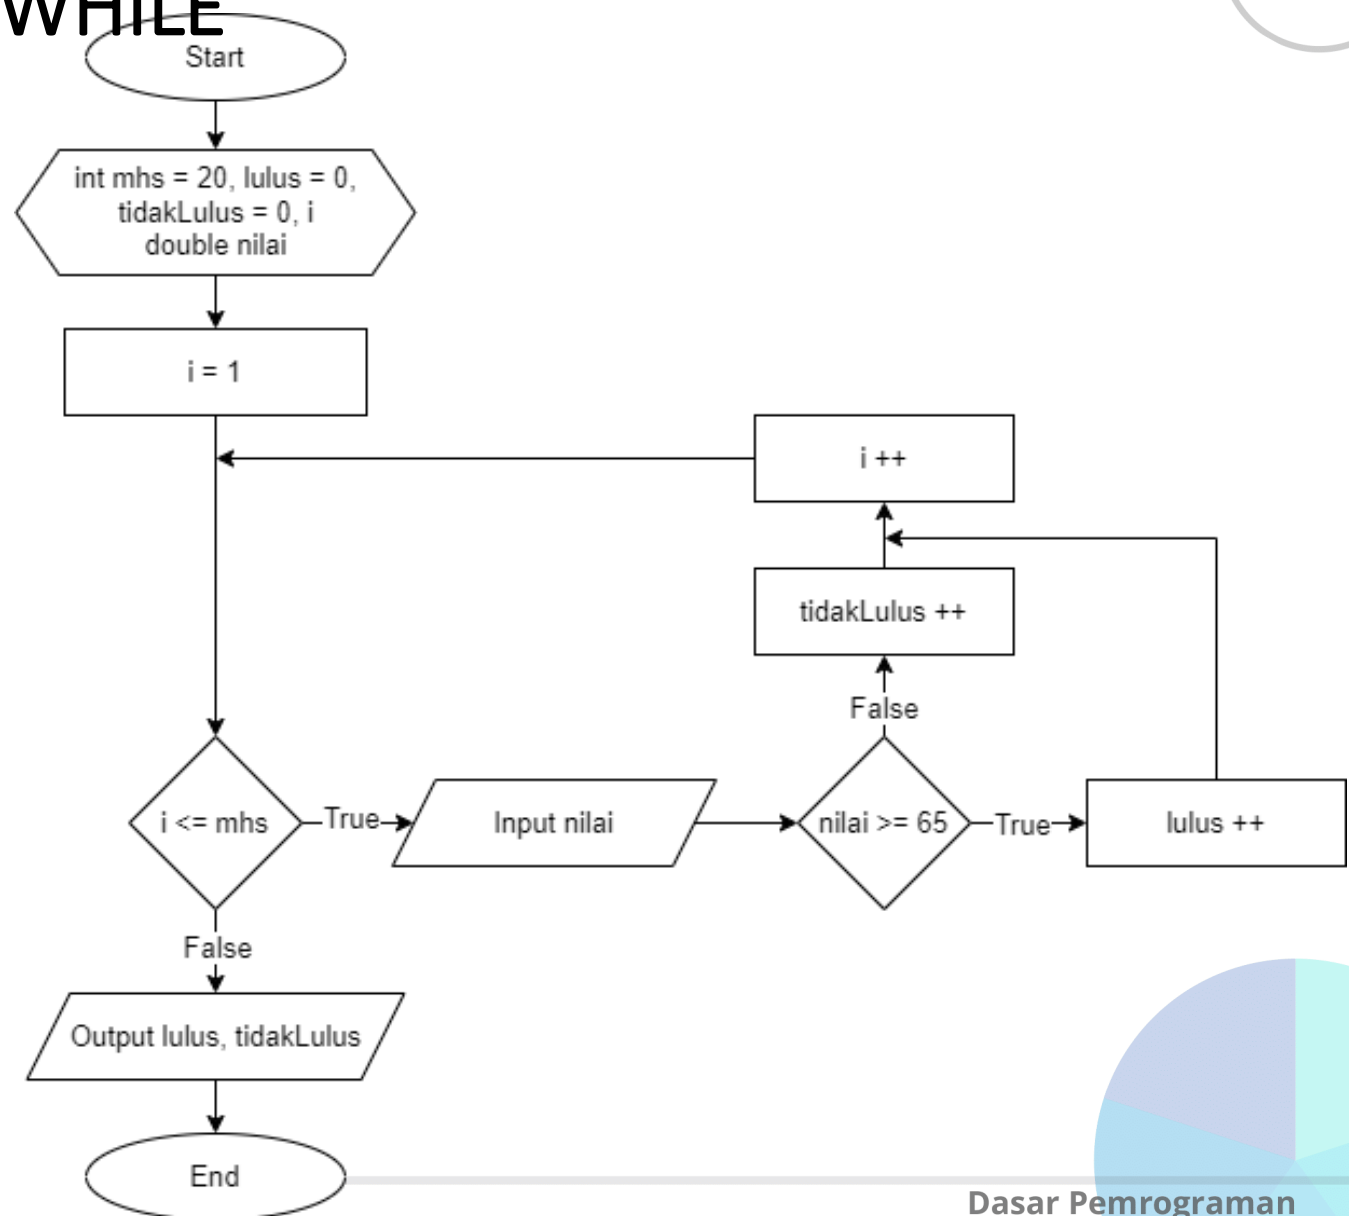 WHILE
Start
int mhs = 20, lulus = 0,
tidakLulus = 0, i
double nilai
i = 1
i ++
tidakLulus ++
False
i <= mhs
True
Input nilai
nilai >= 65
True
lulus ++
False
Output lulus, tidakLulus
End
Dasar Pemrograman